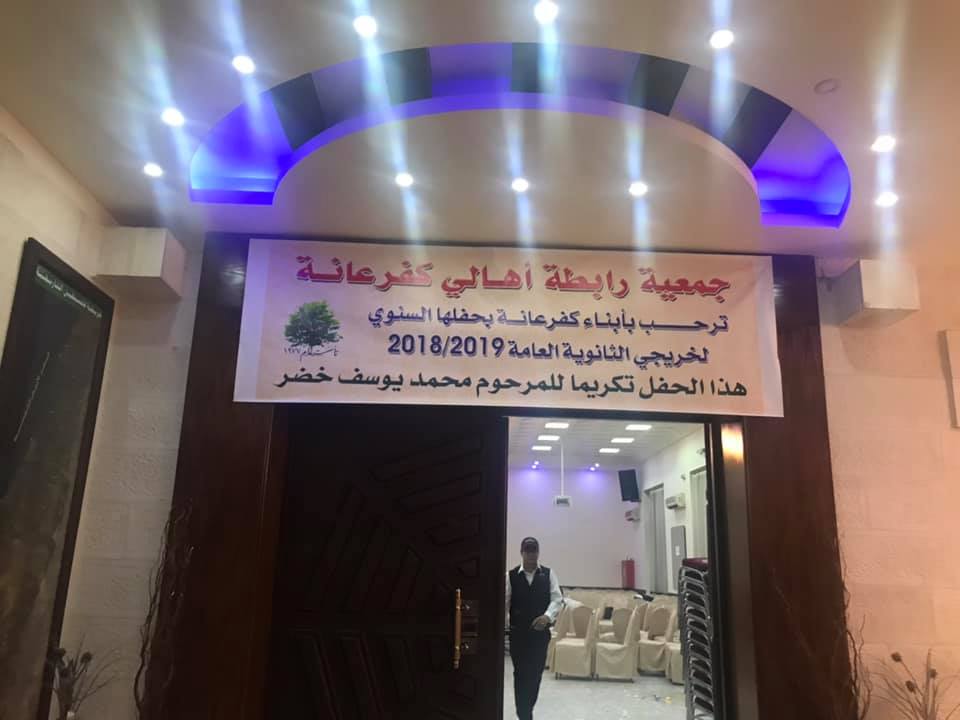 جمعية رابطة أهالي كفرعانة
ترحب بأبناء كفرعانة بحفلها السنوي
لخريجي الثانوية العامة 2018/2019
هذا الحفل تكريما للمرحوم محمد يوسف خضر